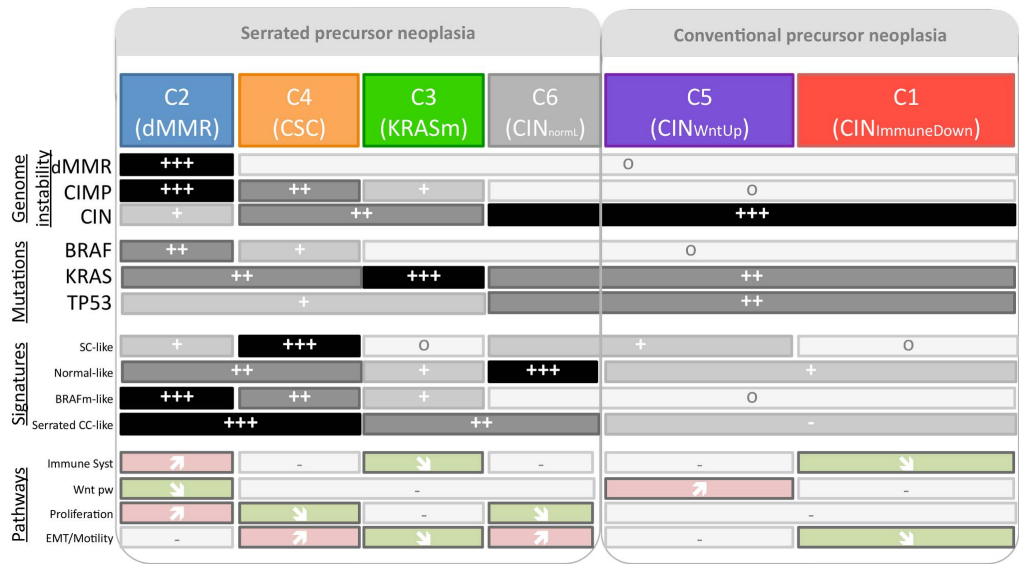 Serrated precursor neoplasia
Conventional precursor neoplasia
C2 C4 C3 C6 C5 C1
(dMMR) (CSC) (KRASm) (CINnormL) (CINWntUp) (CINImmuneDown)
Genome instability
dMMR +++ o
CIMP +++ ++ + o
CIN + ++ +++
Mutations
BRAF ++ + o
KRAS ++ +++ ++
TP53 + ++
Signatures
SC-like + +++ o + o
Normal-like ++ + +++ +
BRAFm-like +++ ++ + o
Serrated CC-like +++ ++ -
Pathways
Immune Syst - - -
Wnt pw - -
Proliferation - -
EMT/Motility - -